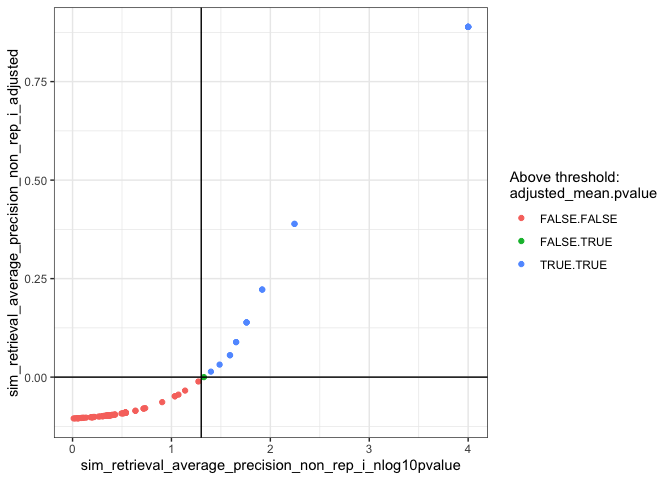 sim_retrieval_average_precision_non_rep_i_adjusted
0.75
0.50
0.25
0.00
0
1
2
3
4
sim_retrieval_average_precision_non_rep_i_nlog10pvalue
Above threshold:
adjusted_mean.pvalue
FALSE.FALSE
FALSE.TRUE
TRUE.TRUE